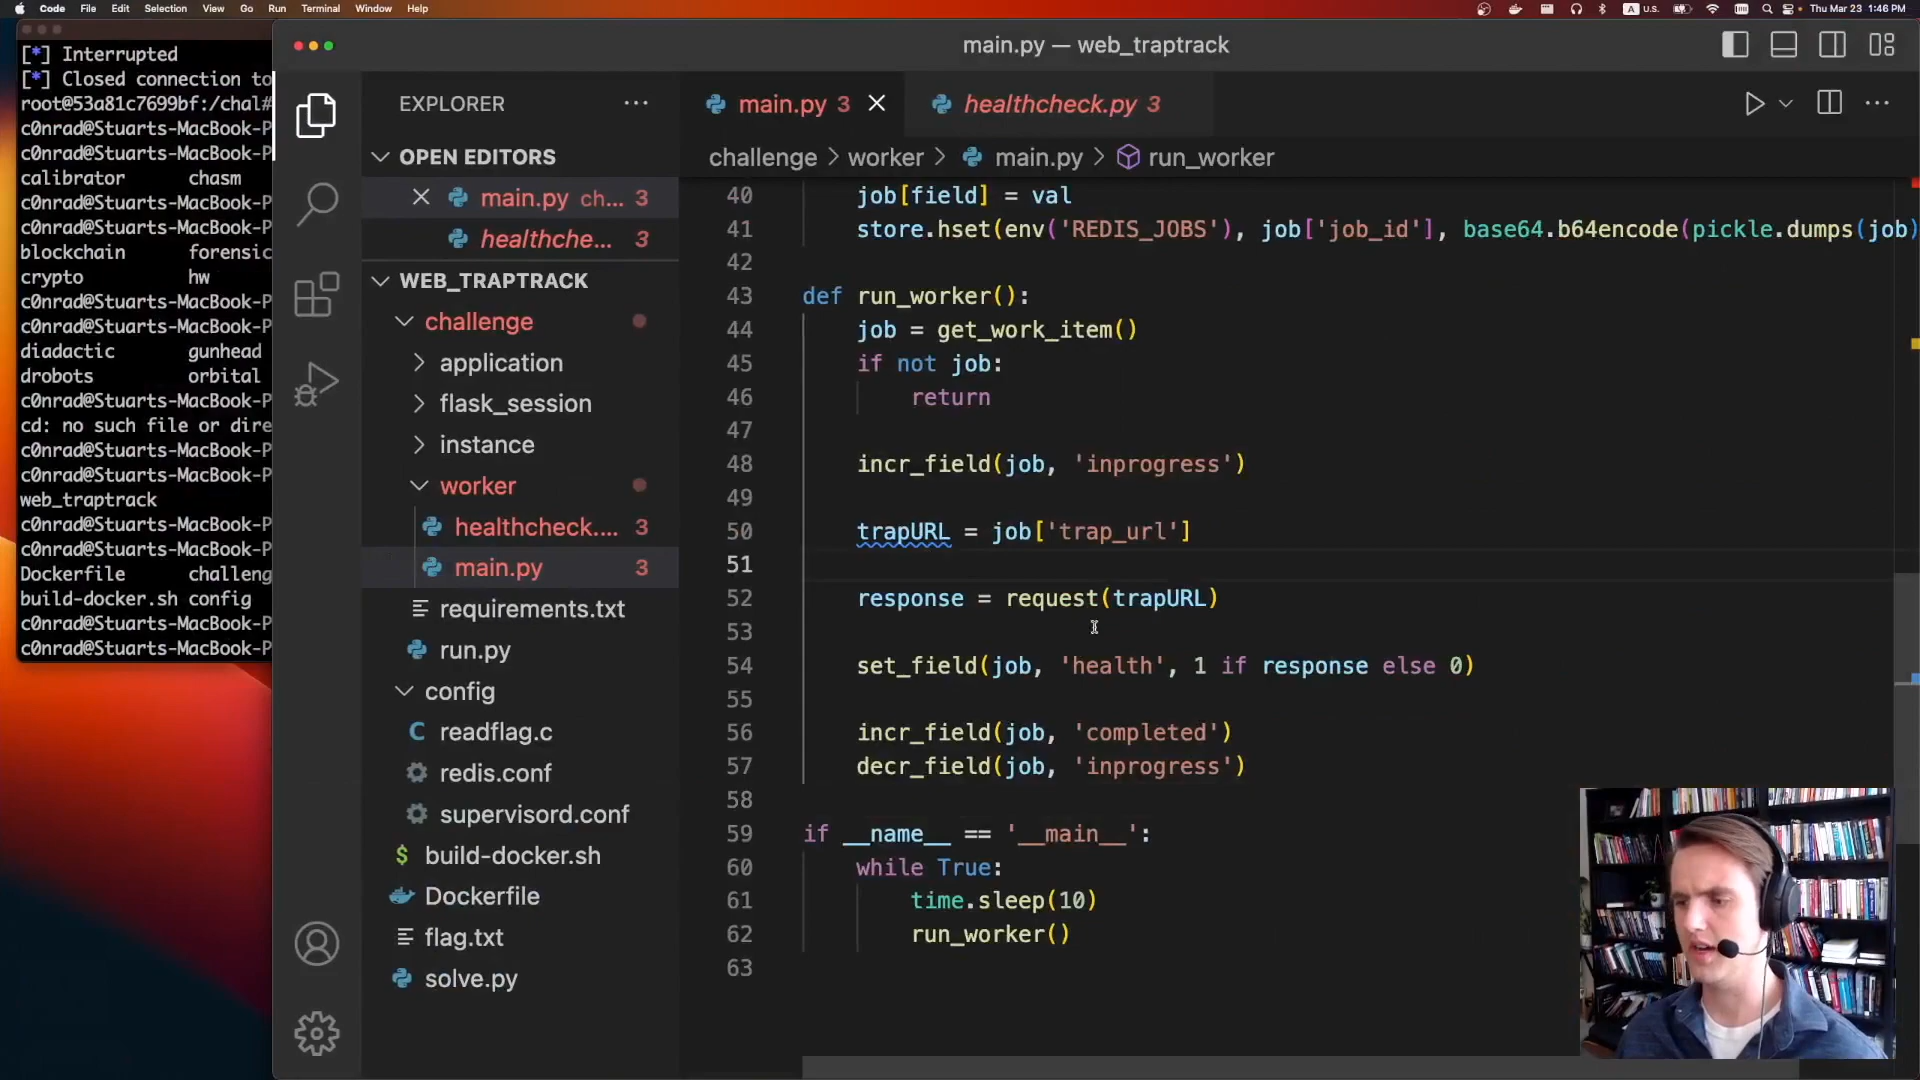 Code File Edit Selection View Go Run Terminal Window Help
A U.S. Thu Mar 23 1:46 PM
[*] Interrupted
[*] Closed connection to
root@53a81c7699bf:/chal#
c0nrad@Stuarts-MacBook-P
c0nrad@Stuarts-MacBook-P
calibrator chasm
c0nrad@Stuarts-MacBook-P
c0nrad@Stuarts-MacBook-P
blockchain forensic
crypto hw
c0nrad@Stuarts-MacBook-P
c0nrad@Stuarts-MacBook-P
diadactic gunhead
drobots orbital
c0nrad@Stuarts-MacBook-P
cd: no such file or dire
c0nrad@Stuarts-MacBook-P
c0nrad@Stuarts-MacBook-P
web_traptrack
c0nrad@Stuarts-MacBook-P
c0nrad@Stuarts-MacBook-P
Dockerfile challeng
build-docker.sh config
c0nrad@Stuarts-MacBook-P
c0nrad@Stuarts-MacBook-P
main.py — web_traptrack
EXPLORER
OPEN EDITORS
main.py ch... 3
healthche... 3
WEB_TRAPTRACK
challenge
application
flask_session
instance
worker
healthcheck.... 3
main.py 3
requirements.txt
run.py
config
readflag.c
redis.conf
supervisord.conf
build-docker.sh
Dockerfile
flag.txt
solve.py
main.py 3 healthcheck.py 3
challenge > worker > main.py > run_worker
40 job[field] = val
41 store.hset(env('REDIS_JOBS'), job['job_id'], base64.b64encode(pickle.dumps(job)
42
43 def run_worker():
44 job = get_work_item()
45 if not job:
46 return
47
48 incr_field(job, 'inprogress')
49
50 trapURL = job['trap_url']
51
52 response = request(trapURL)
53
54 set_field(job, 'health', 1 if response else 0)
55
56 incr_field(job, 'completed')
57 decr_field(job, 'inprogress')
58
59 if __name__ == '__main__':
60 while True:
61 time.sleep(10)
62 run_worker()
63